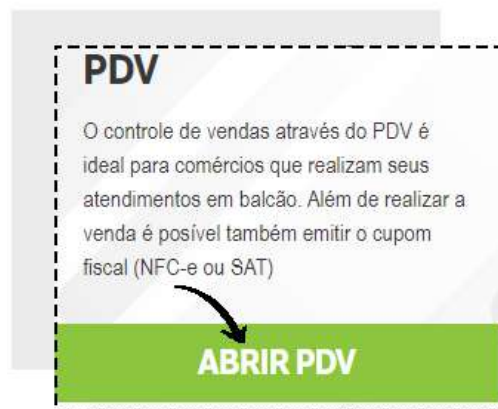 PDV
O controle de vendas através do PDV é
ideal para comércios que realizam seus
atendimentos em balcão. Além de realizar a
venda é posível também emitir o cupom
fiscal (NFC-e ou SAT)
ABRIR PDV